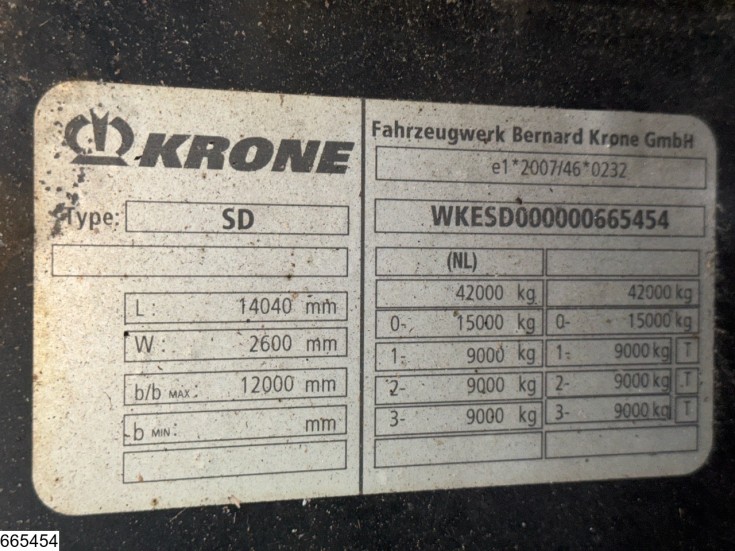 KRONE
Type: SD
L: 14040 mm
W: 2600 mm
b/b MAX: 12000 mm
b MIN: mm
Fahrzeugwerk Bernard Krone GmbH
e1*2007/46*0232
WKESD000000665454
(NL)
42000 kg 42000 kg
0- 15000 kg 0- 15000 kg
1- 9000 kg 1- 9000 kg T
2- 9000 kg 2- 9000 kg T
3- 9000 kg 3- 9000 kg T
665454